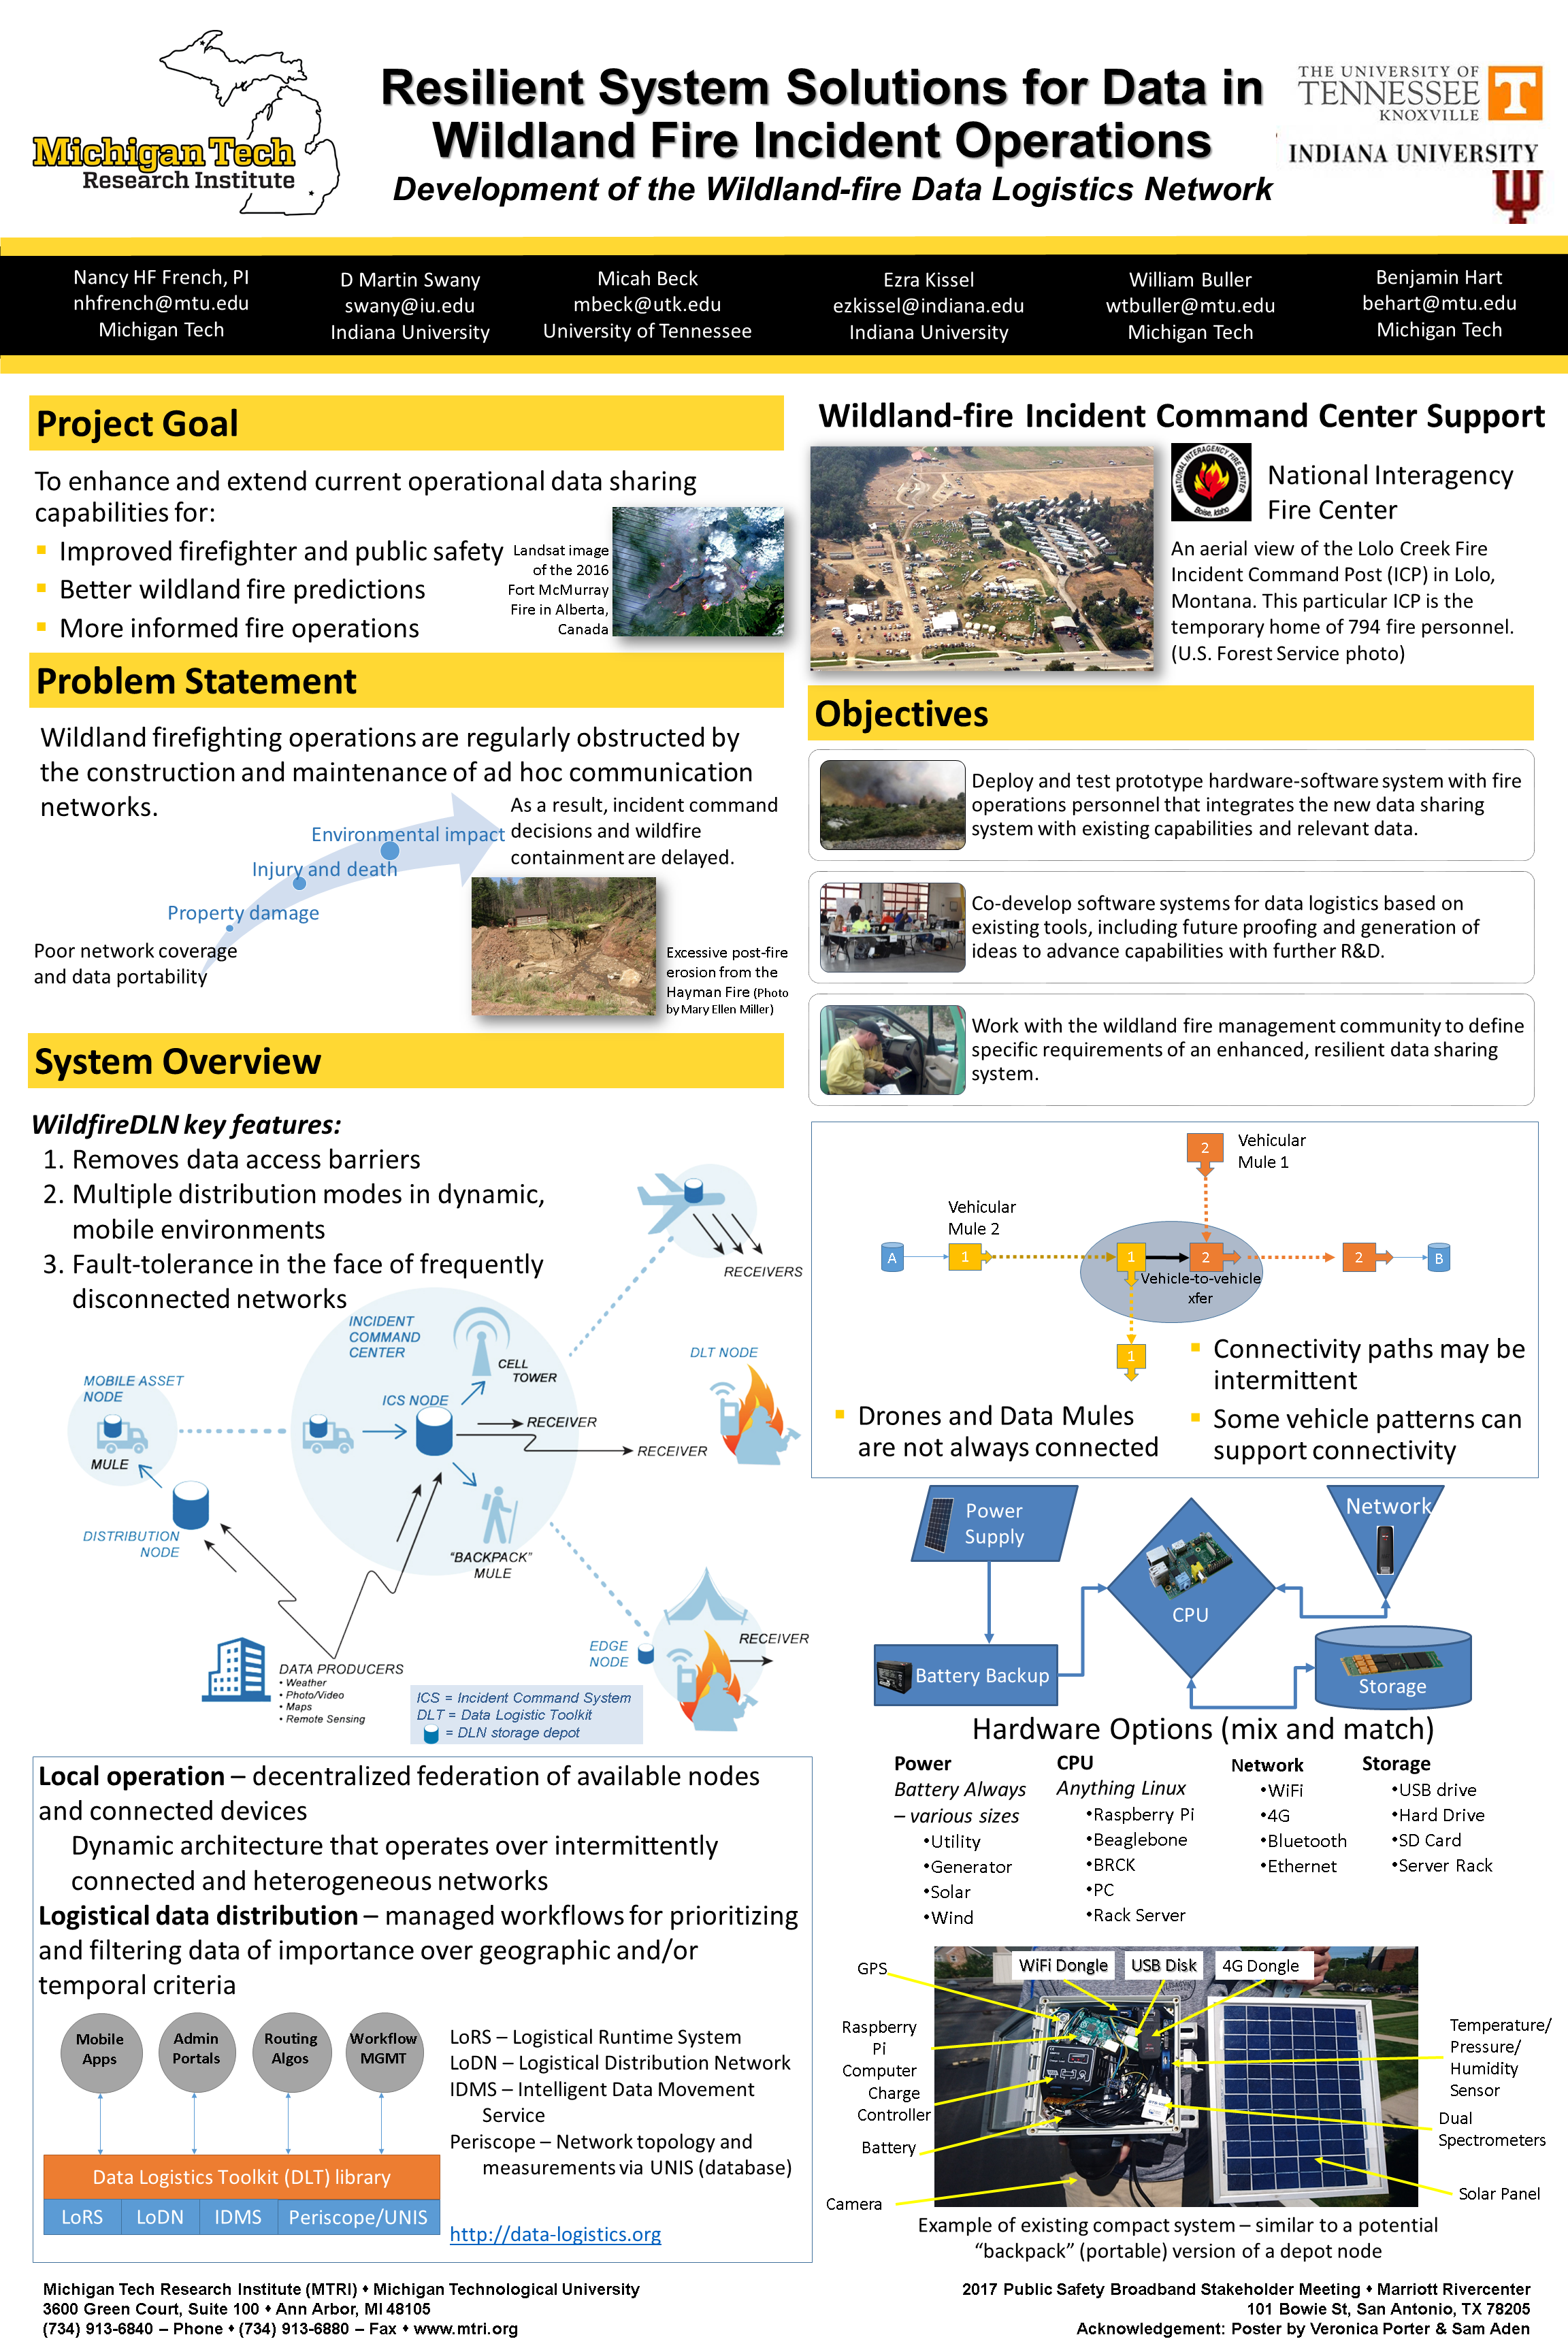 Michigan Tech
Research Institute
Resilient System Solutions for Data in
Wildland Fire Incident Operations
Development of the Wildland-fire Data Logistics Network
THE UNIVERSITY OF
TENNESSEE
KNOXVILLE
T
INDIANA UNIVERSITY
Nancy HF French, PI
nhfrench@mtu.edu
Michigan Tech
D Martin Swany
swany@iu.edu
Indiana University
Micah Beck
mbeck@utk.edu
University of Tennessee
Ezra Kissel
ezkissel@indiana.edu
Indiana University
William Buller
wtbuller@mtu.edu
Michigan Tech
Benjamin Hart
behart@mtu.edu
Michigan Tech
Project Goal
To enhance and extend current operational data sharing
capabilities for:
▪ Improved firefighter and public safety
▪ Better wildland fire predictions
▪ More informed fire operations
Landsat image
of the 2016
Fort McMurray
Fire in Alberta,
Canada
Problem Statement
Wildland firefighting operations are regularly obstructed by
the construction and maintenance of ad hoc communication
networks.
As a result, incident command
decisions and wildfire
containment are delayed.
Environmental impact
Injury and death
Property damage
Poor network coverage
and data portability
Excessive post-fire
erosion from the
Hayman Fire (Photo
by Mary Ellen Miller)
System Overview
WildfireDLN key features:
1. Removes data access barriers
2. Multiple distribution modes in dynamic,
mobile environments
3. Fault-tolerance in the face of frequently
disconnected networks
RECEIVERS
INCIDENT
COMMAND
CENTER
CELL
TOWER
DLT NODE
MOBILE ASSET
NODE
MULE
ICS NODE
RECEIVER
RECEIVER
DISTRIBUTION
NODE
"BACKPACK"
MULE
EDGE
NODE
RECEIVER
DATA PRODUCERS
• Weather
• Photo/Video
• Maps
• Remote Sensing
ICS = Incident Command System
DLT = Data Logistic Toolkit
= DLN storage depot
Local operation – decentralized federation of available nodes
and connected devices
Dynamic architecture that operates over intermittently
connected and heterogeneous networks
Logistical data distribution – managed workflows for prioritizing
and filtering data of importance over geographic and/or
temporal criteria
Mobile
Apps
Admin
Portals
Routing
Algos
Workflow
MGMT
Data Logistics Toolkit (DLT) library
LoRS
LoDN
IDMS
Periscope/UNIS
LoRS – Logistical Runtime System
LoDN – Logistical Distribution Network
IDMS – Intelligent Data Movement
Service
Periscope – Network topology and
measurements via UNIS (database)
http://data-logistics.org
Wildland-fire Incident Command Center Support
NATIONAL INTERAGENCY FIRE CENTER
Boise, Idaho
National Interagency
Fire Center
An aerial view of the Lolo Creek Fire
Incident Command Post (ICP) in Lolo,
Montana. This particular ICP is the
temporary home of 794 fire personnel.
(U.S. Forest Service photo)
Objectives
Deploy and test prototype hardware-software system with fire
operations personnel that integrates the new data sharing
system with existing capabilities and relevant data.
Co-develop software systems for data logistics based on
existing tools, including future proofing and generation of
ideas to advance capabilities with further R&D.
Work with the wildland fire management community to define
specific requirements of an enhanced, resilient data sharing
system.
2
Vehicular
Mule 1
Vehicular
Mule 2
A
1
1
2
2
B
Vehicle-to-vehicle
xfer
1
▪ Connectivity paths may be
intermittent
▪ Some vehicle patterns can
support connectivity
▪ Drones and Data Mules
are not always connected
Power
Supply
Network
CPU
Battery Backup
Storage
Hardware Options (mix and match)
Power
Battery Always
– various sizes
•Utility
•Generator
•Solar
•Wind
CPU
Anything Linux
•Raspberry Pi
•Beaglebone
•BRCK
•PC
•Rack Server
Network
•WiFi
•4G
•Bluetooth
•Ethernet
Storage
•USB drive
•Hard Drive
•SD Card
•Server Rack
GPS
WiFi Dongle
USB Disk
4G Dongle
Raspberry
Pi
Computer
Charge
Controller
Battery
Camera
Temperature/
Pressure/
Humidity
Sensor
Dual
Spectrometers
Solar Panel
Example of existing compact system – similar to a potential
"backpack" (portable) version of a depot node
Michigan Tech Research Institute (MTRI) • Michigan Technological University
3600 Green Court, Suite 100 • Ann Arbor, MI 48105
(734) 913-6840 – Phone • (734) 913-6880 – Fax • www.mtri.org
2017 Public Safety Broadband Stakeholder Meeting • Marriott Rivercenter
101 Bowie St, San Antonio, TX 78205
Acknowledgement: Poster by Veronica Porter & Sam Aden